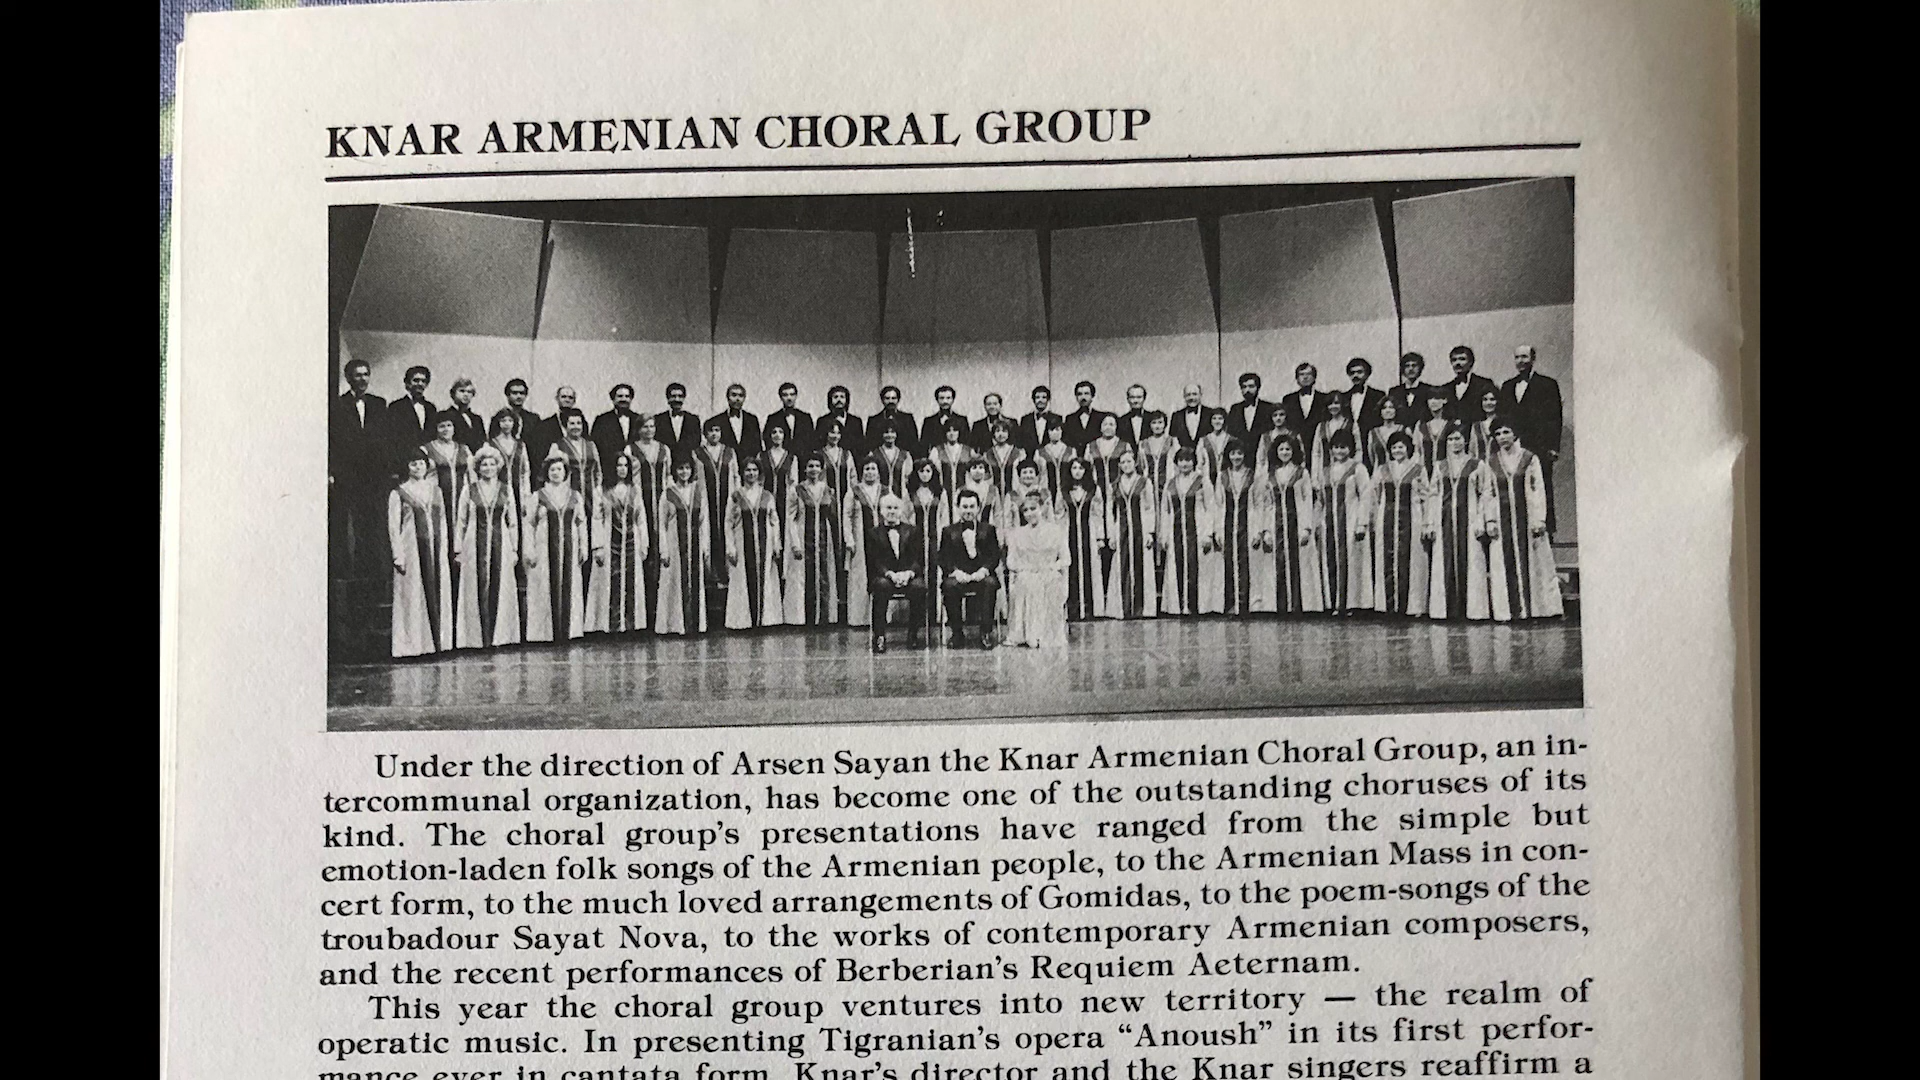 KNAR ARMENIAN CHORAL GROUP
Under the direction of Arsen Sayan the Knar Armenian Choral Group, an in-
tercommunal organization, has become one of the outstanding choruses of its
kind. The choral group's presentations have ranged from the simple but
emotion-laden folk songs of the Armenian people, to the Armenian Mass in con-
cert form, to the much loved arrangements of Gomidas, to the poem-songs of the
troubadour Sayat Nova, to the works of contemporary Armenian composers,
and the recent performances of Berberian's Requiem Aeternam.
This year the choral group ventures into new territory — the realm of
operatic music. In presenting Tigranian's opera “Anoush” in its first perfor-
mance ever in cantata form, Knar's director and the Knar singers reaffirm a